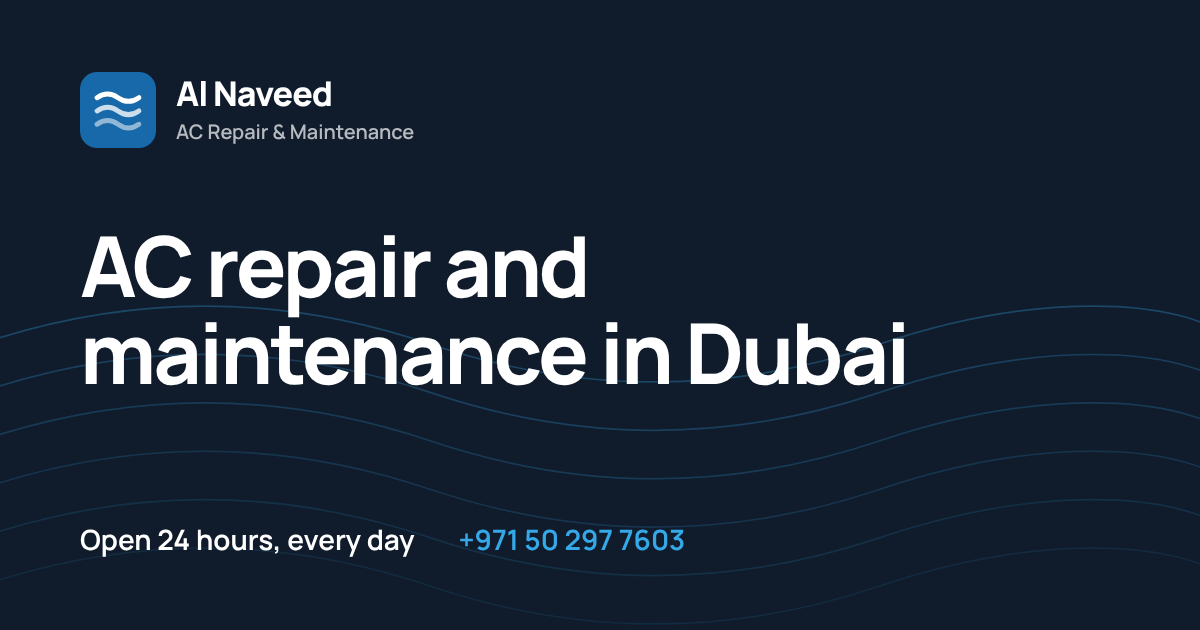 Al Naveed
AC Repair & Maintenance
AC repair and
maintenance in Dubai
Open 24 hours, every day
+971 50 297 7603